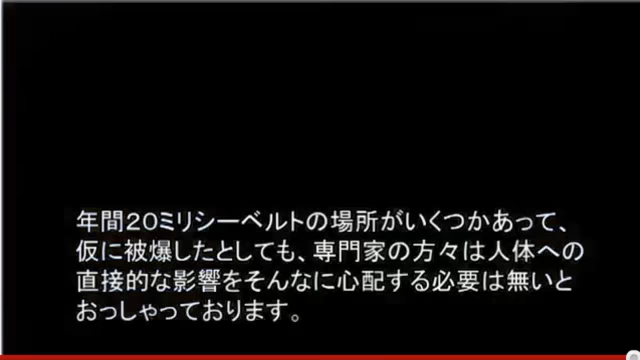 年間20ミリシーベルトの場所がいくつかあって、
仮に被爆したとしても、専門家の方々は人体への
直接的な影響をそんなに心配する必要は無いと
おっしゃっております。